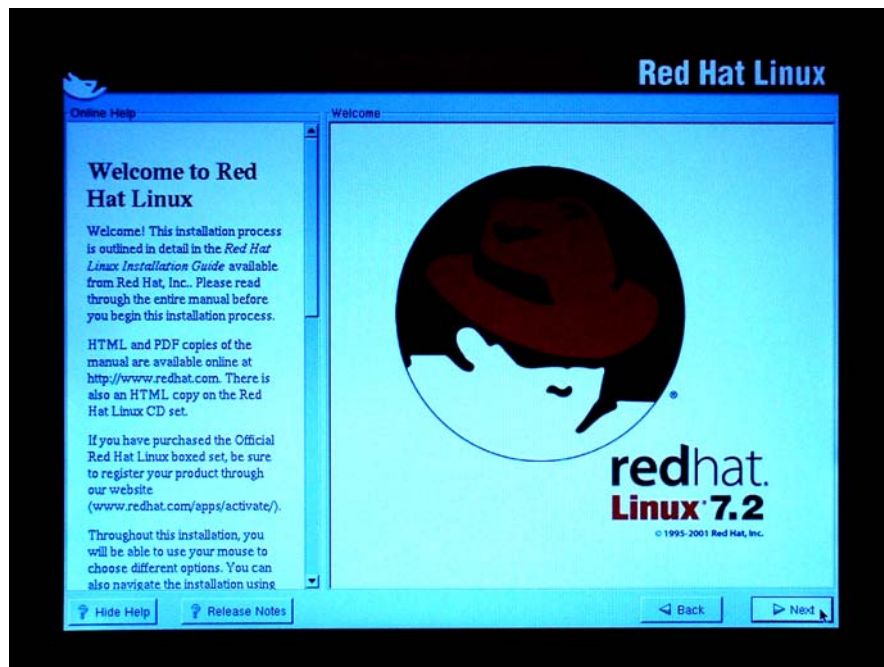 Red Hat Linux
Online Help
Welcome to Red
Hat Linux
Welcome! This installation process
is outlined in detail in the Red Hat
Linux Installation Guide available
from Red Hat, Inc.. Please read
through the entire manual before
you begin this installation process.
HTML and PDF copies of the
manual are available online at
http://www.redhat.com. There is
also an HTML copy on the Red
Hat Linux CD set.
If you have purchased the Official
Red Hat Linux boxed set, be sure
to register your product through
our website
(www.redhat.com/apps/activate/).
Throughout this installation, you
will be able to use your mouse to
choose different options. You can
also navigate the installation using
Welcome
®
redhat.
Linux 7.2
© 1995-2001 Red Hat, Inc.
? Hide Help
? Release Notes
Back
Next